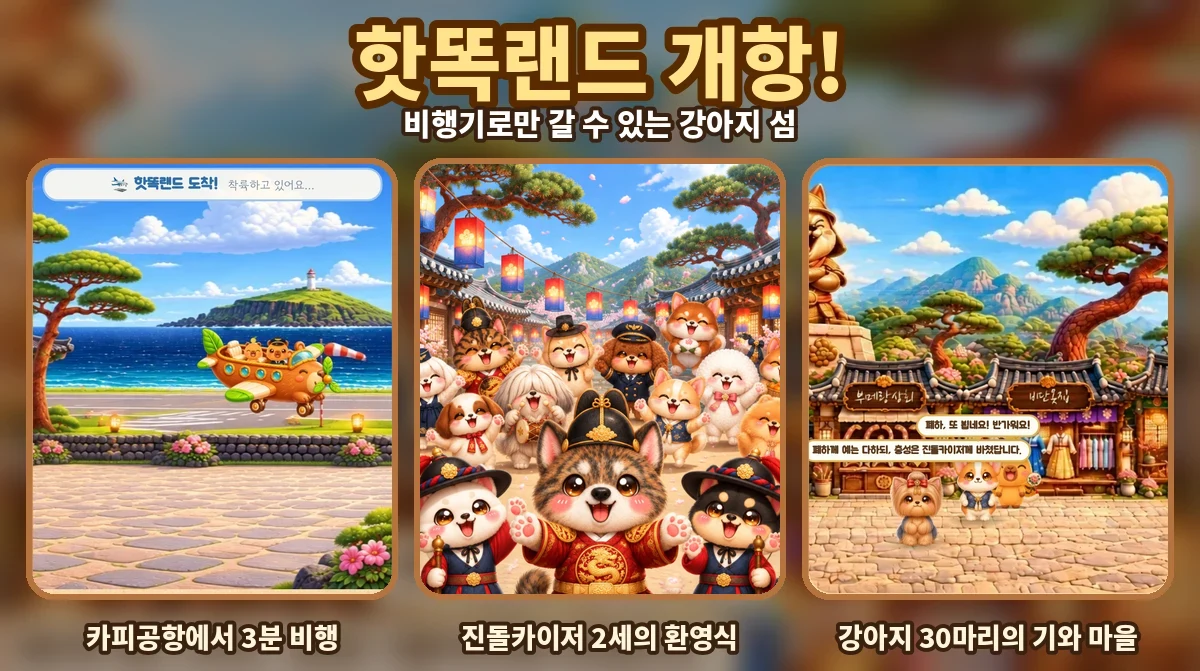 핫똑랜드 개항!
비행기로만 갈 수 있는 강아지 섬
핫똑랜드 도착! 착륙하고 있어요...
부메랑상회
비단옷집
폐하, 또 뵙네요! 반가워요!
폐하께 예는 다하되, 충성은 진돌카이저께 바쳤답니다.
카피공항에서 3분 비행
진돌카이저 2세의 환영식
강아지 30마리의 기와 마을